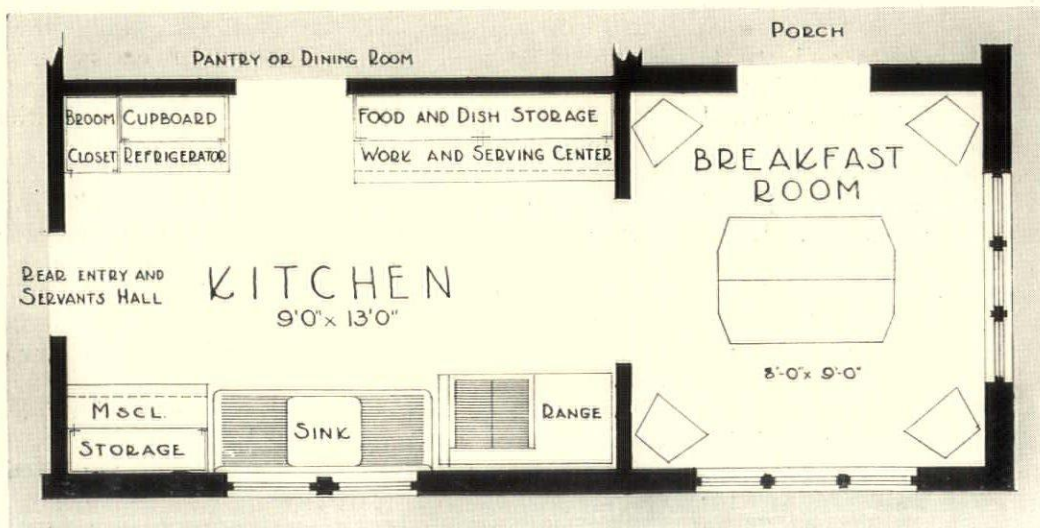 PORCH
PANTRY OR DINING ROOM
BROOM
CLOSET
CUPBOARD
REFRIGERATOR
FOOD AND DISH STORAGE
WORK AND SERVING CENTER
BREAKFAST
ROOM
REAR ENTRY AND
SERVANTS HALL
KITCHEN
9'0" x 13'0"
8'-0" x 9'-0"
MSCL.
STORAGE
SINK
RANGE